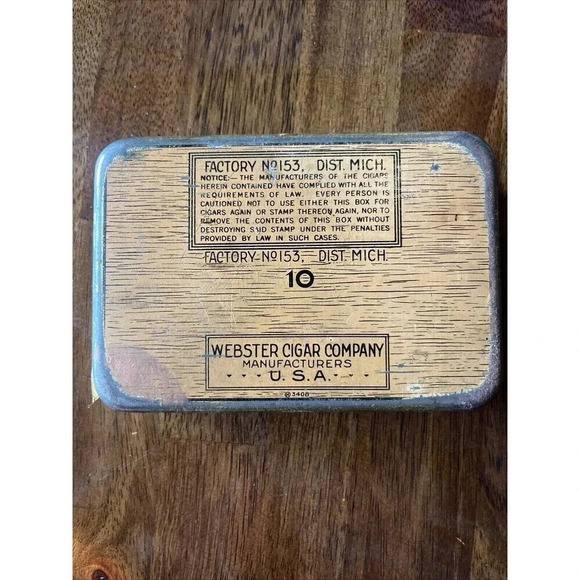 FACTORY Nº153, DIST. MICH.
NOTICE:— THE MANUFACTURERS OF THE CIGARS
HEREIN CONTAINED HAVE COMPLIED WITH ALL THE
REQUIREMENTS OF LAW. EVERY PERSON IS
CAUTIONED NOT TO USE EITHER THIS BOX FOR
CIGARS AGAIN OR STAMP THEREON AGAIN, NOR TO
REMOVE THE CONTENTS OF THIS BOX WITHOUT
DESTROYING SAID STAMP UNDER THE PENALTIES
PROVIDED BY LAW IN SUCH CASES.
FACTORY Nº153, DIST. MICH.
10
WEBSTER CIGAR COMPANY
MANUFACTURERS
U.S.A.
3408